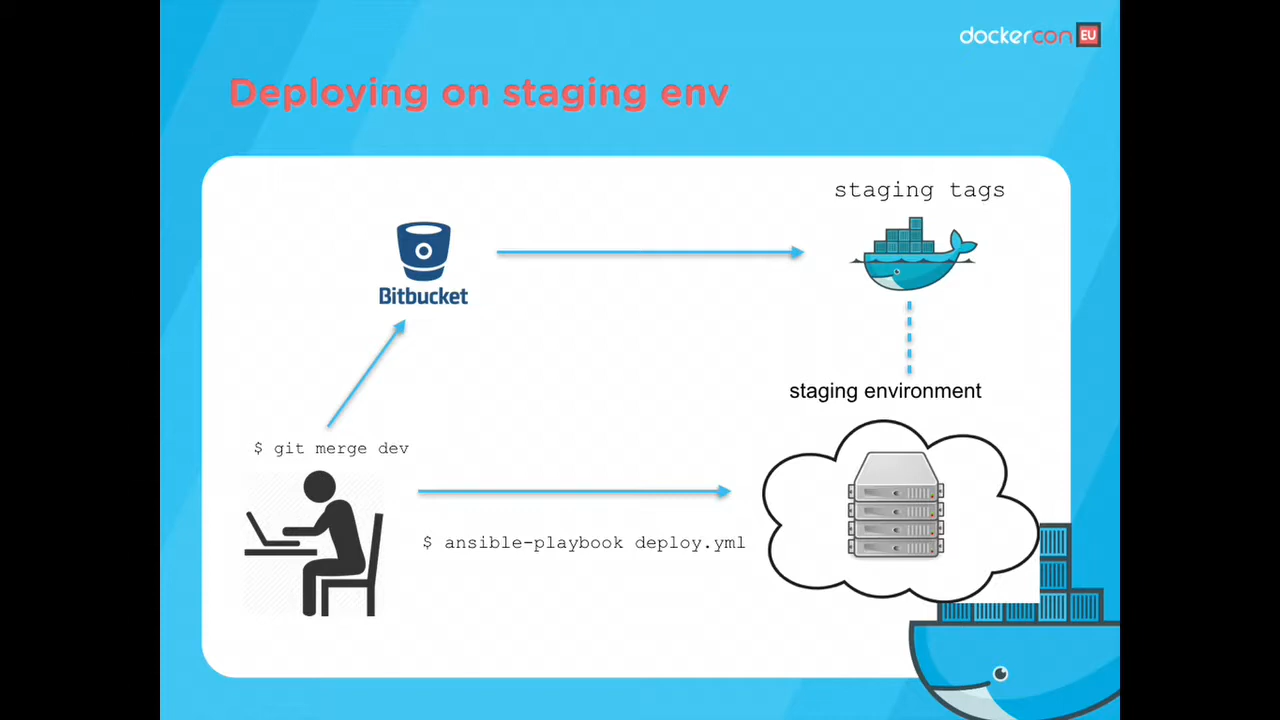 dockercon EU
Deploying on staging env
staging tags
Bitbucket
staging environment
$ git merge dev
$ ansible-playbook deploy.yml